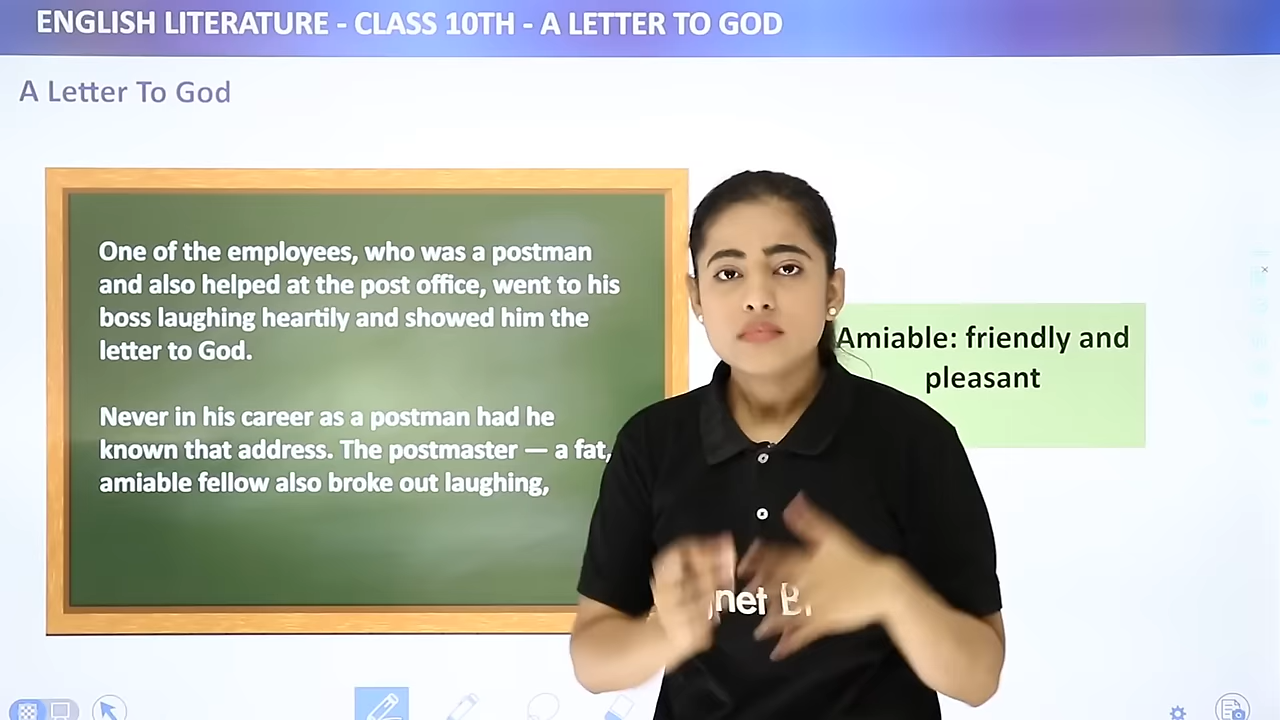 ENGLISH LITERATURE - CLASS 10TH - A LETTER TO GOD
A Letter To God
One of the employees, who was a postman
and also helped at the post office, went to his
boss laughing heartily and showed him the
letter to God.
Never in his career as a postman had he
known that address. The postmaster — a fat,
amiable fellow also broke out laughing,
Amiable: friendly and
pleasant